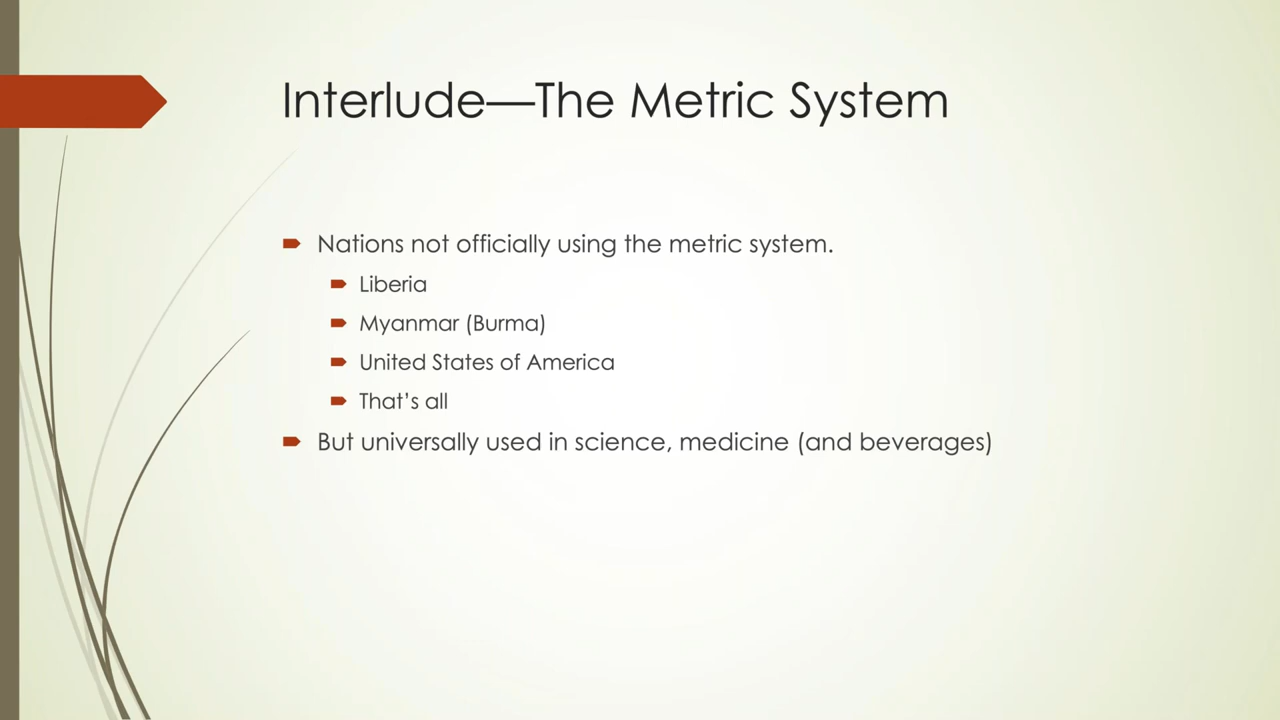 Interlude—The Metric System
Nations not officially using the metric system.
Liberia
Myanmar (Burma)
United States of America
That’s all
But universally used in science, medicine (and beverages)